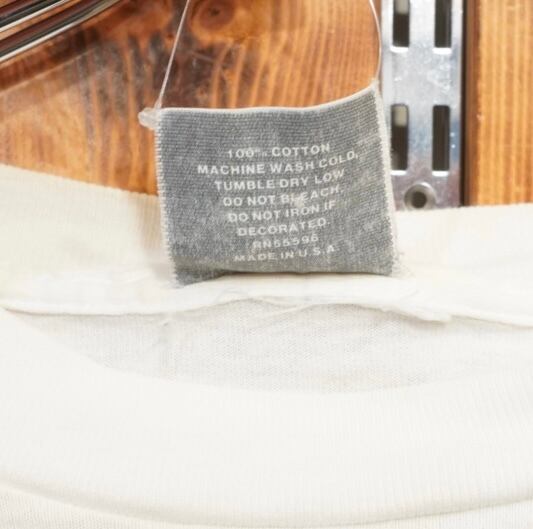 100% COTTON
MACHINE WASH COLD,
TUMBLE DRY LOW
DO NOT BLEACH.
DO NOT IRON IF
DECORATED.
RN55596
MADE IN U.S.A.